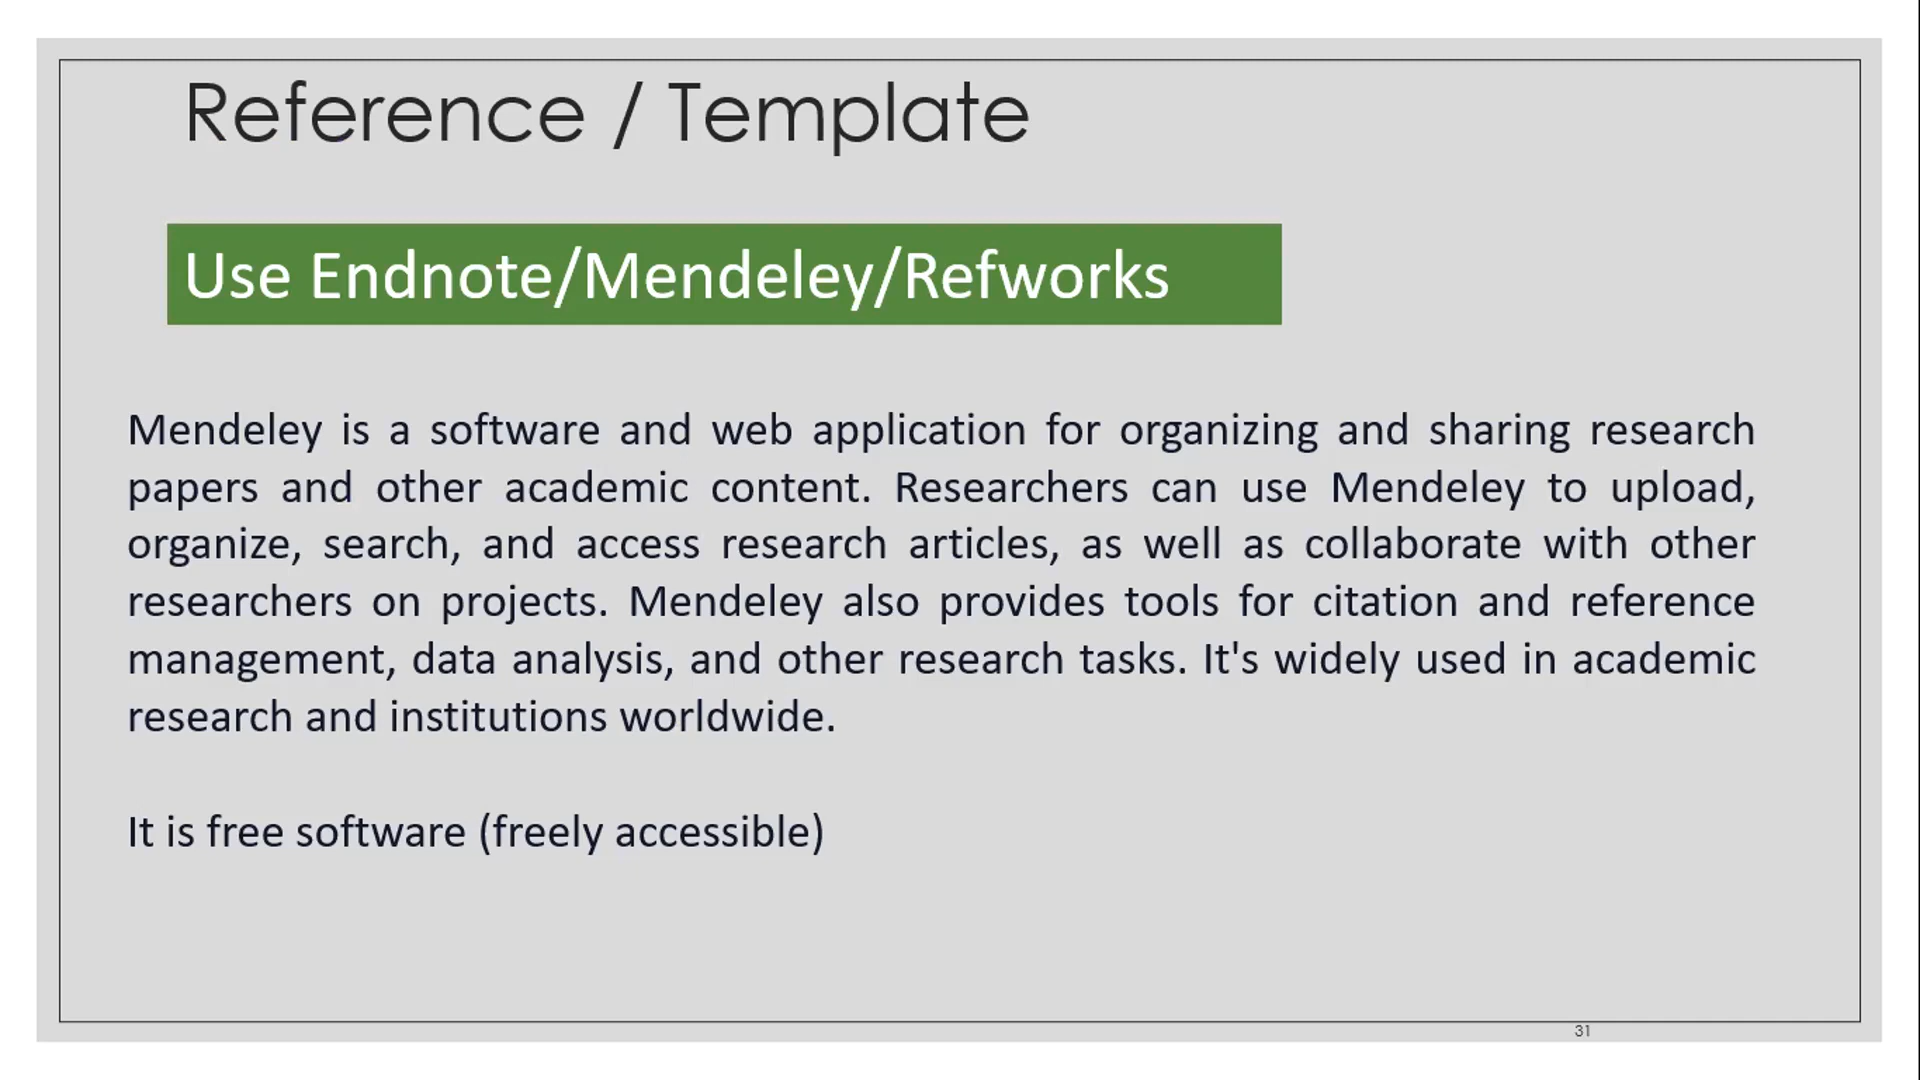 Reference / Template
Use Endnote/Mendeley/Refworks
Mendeley is a software and web application for organizing and sharing research
papers and other academic content. Researchers can use Mendeley to upload,
organize, search, and access research articles, as well as collaborate with other
researchers on projects. Mendeley also provides tools for citation and reference
management, data analysis, and other research tasks. It's widely used in academic
research and institutions worldwide.
It is free software (freely accessible)
31